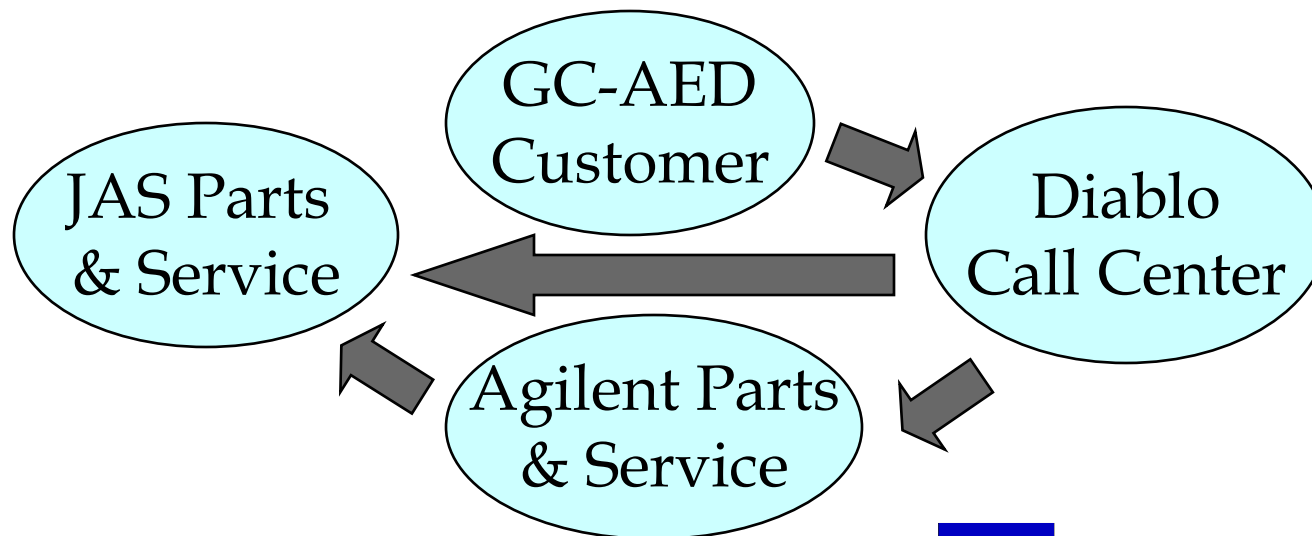 GC-AED
Customer
JAS Parts
& Service
Diablo
Call Center
Agilent Parts
& Service